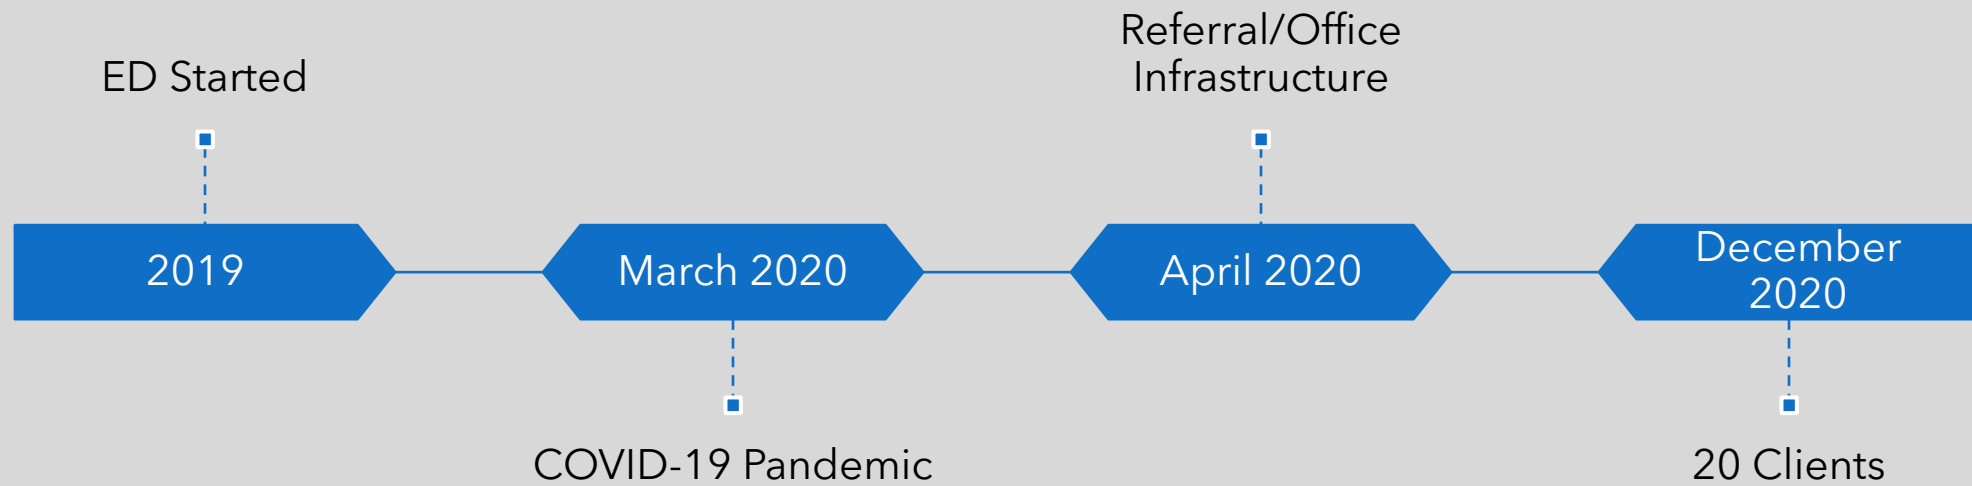 ED Started
Referral/Office
Infrastructure
2019
March 2020
April 2020
December
2020
COVID-19 Pandemic
20 Clients